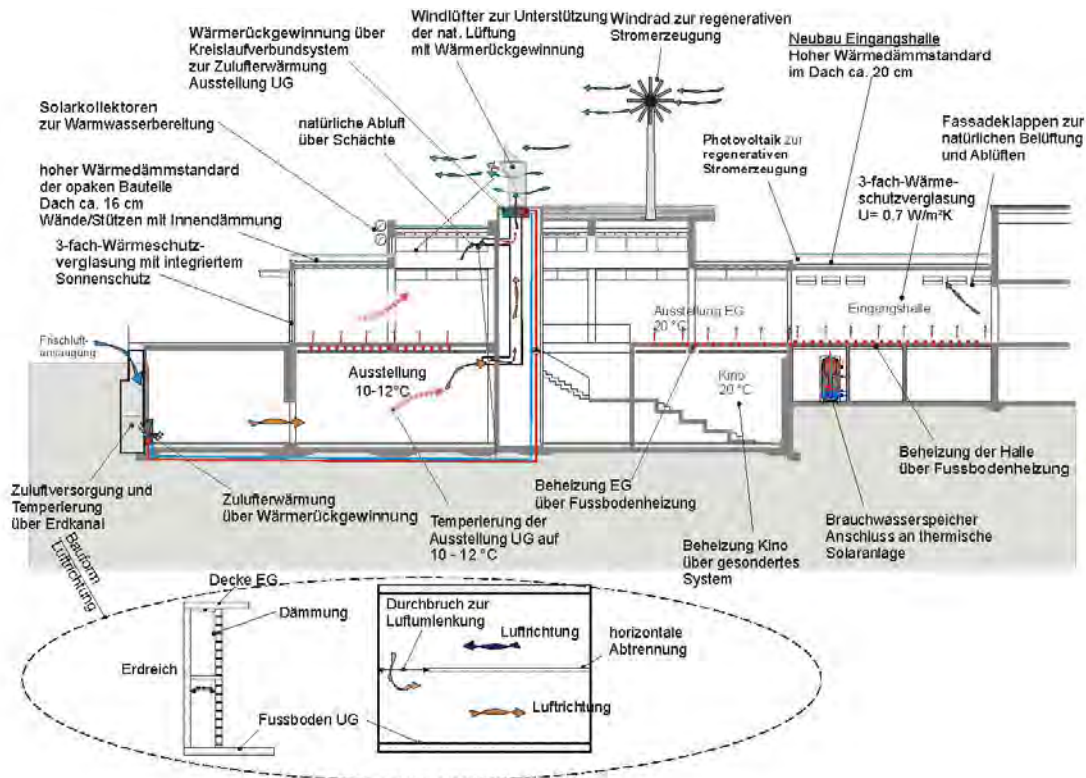 Wärmerückgewinnung über
Kreislaufverbundsystem
zur Zulufterwärmung
Ausstellung UG
Windlüfter zur Unterstützung
der nat. Lüftung
mit Wärmerückgewinnung
Windrad zur regenerativen
Stromerzeugung
Neubau Eingangshalle
Hoher Wärmedämmstandard
im Dach ca. 20 cm
Solarkollektoren
zur Warmwasserbereitung
natürliche Abluft
über Schächte
Photovoltaik zur
regenerativen
Stromerzeugung
Fassadeklappen zur
natürlichen Belüftung
und Ablüften
hoher Wärmedämmstandard
der opaken Bauteile
Dach ca. 16 cm
Wände/Stützen mit Innendämmung
3-fach-Wärme-
schutzverglasung
U= 0,7 W/m²K
3-fach-Wärmeschutz-
verglasung mit integriertem
Sonnenschutz
Ausstellung EG
20 °C
Eingangshalle
Frischluft-
ansaugung
Ausstellung
10-12°C
Kino
20 °C
Zuluftversorgung und
Temperierung
über Erdkanal
Zulufterwärmung
über Wärmerückgewinnung
Temperierung der
Ausstellung UG auf
10 - 12 °C
Beheizung EG
über Fussbodenheizung
Beheizung Kino
über gesondertes
System
Brauchwasserspeicher
Anschluss an thermische
Solaranlage
Beheizung der Halle
über Fussbodenheizung
Bauform
Luftrichtung
Decke EG
Dämmung
Erdreich
Fussboden UG
Durchbruch zur
Luftumlenkung
Luftrichtung
horizontale
Abtrennung
Luftrichtung